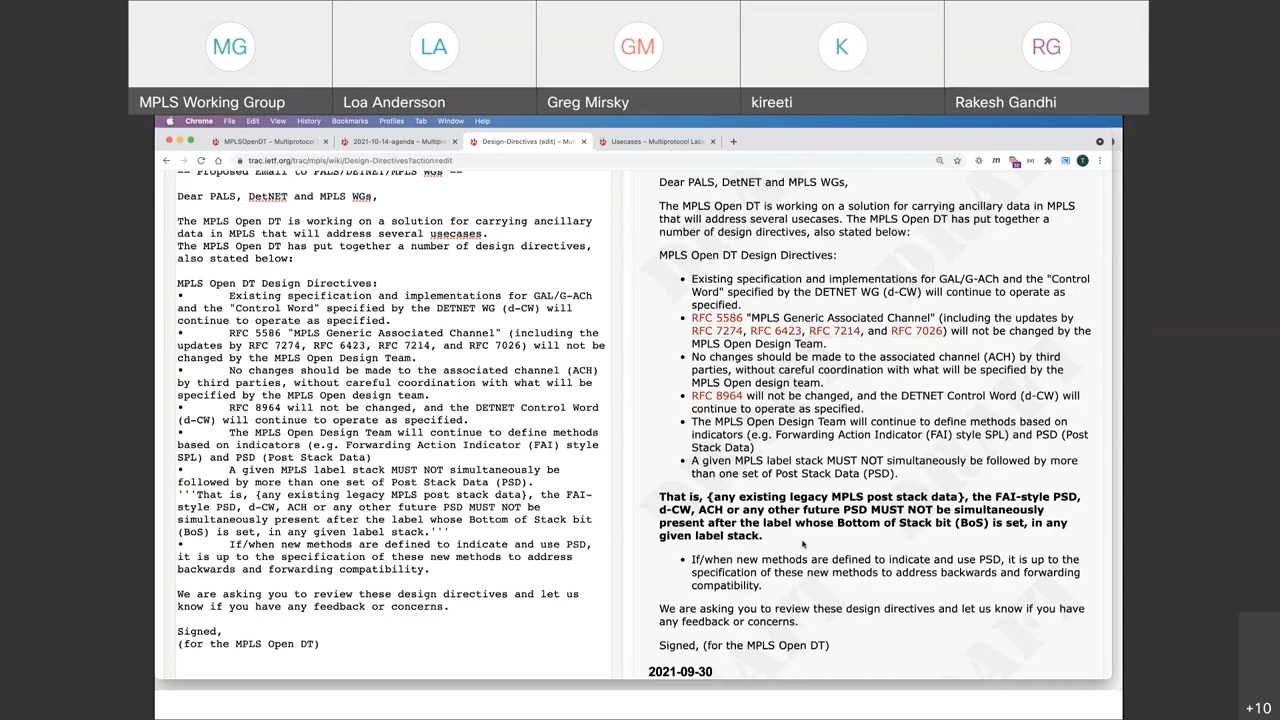 MG
LA
GM
K
RG
MPLS Working Group
Loa Andersson
Greg Mirsky
kireeti
Rakesh Gandhi
Chrome File Edit View History Bookmarks Profiles Tab Window Help
MPLSOpenDT – Multiprotocol
2021-10-14-agenda – Multipro
Design-Directives (edit) – Mul
Usecases – Multiprotocol Labe
trac.ietf.org/trac/mpls/wiki/Design-Directives?action=edit
-- Proposed Email to PALS/DetNET/MPLS WGs --
Dear PALS, DetNET and MPLS WGs,
The MPLS Open DT is working on a solution for carrying ancillary
data in MPLS that will address several usecases.
The MPLS Open DT has put together a number of design directives,
also stated below:
MPLS Open DT Design Directives:
• Existing specification and implementations for GAL/G-ACh
and the "Control Word" specified by the DETNET WG (d-CW) will
continue to operate as specified.
• RFC 5586 "MPLS Generic Associated Channel" (including the
updates by RFC 7274, RFC 6423, RFC 7214, and RFC 7026) will not be
changed by the MPLS Open Design Team.
• No changes should be made to the associated channel (ACH)
by third parties, without careful coordination with what will be
specified by the MPLS Open design team.
• RFC 8964 will not be changed, and the DETNET Control Word
(d-CW) will continue to operate as specified.
• The MPLS Open Design Team will continue to define methods
based on indicators (e.g. Forwarding Action Indicator (FAI) style
SPL) and PSD (Post Stack Data)
• A given MPLS label stack MUST NOT simultaneously be
followed by more than one set of Post Stack Data (PSD).
'''That is, {any existing legacy MPLS post stack data}, the FAI-
style PSD, d-CW, ACH or any other future PSD MUST NOT be
simultaneously present after the label whose Bottom of Stack bit
(BoS) is set, in any given label stack.'''
• If/when new methods are defined to indicate and use PSD,
it is up to the specification of these new methods to address
backwards and forwarding compatibility.
We are asking you to review these design directives and let us
know if you have any feedback or concerns.
Signed,
(for the MPLS Open DT)
Dear PALS, DetNET and MPLS WGs,
The MPLS Open DT is working on a solution for carrying ancillary data in MPLS
that will address several usecases. The MPLS Open DT has put together a
number of design directives, also stated below:
MPLS Open DT Design Directives:
• Existing specification and implementations for GAL/G-ACh and the "Control
Word" specified by the DETNET WG (d-CW) will continue to operate as
specified.
• RFC 5586 "MPLS Generic Associated Channel" (including the updates by
RFC 7274, RFC 6423, RFC 7214, and RFC 7026) will not be changed by the
MPLS Open Design Team.
• No changes should be made to the associated channel (ACH) by third
parties, without careful coordination with what will be specified by the
MPLS Open design team.
• RFC 8964 will not be changed, and the DETNET Control Word (d-CW) will
continue to operate as specified.
• The MPLS Open Design Team will continue to define methods based on
indicators (e.g. Forwarding Action Indicator (FAI) style SPL) and PSD (Post
Stack Data)
• A given MPLS label stack MUST NOT simultaneously be followed by more
than one set of Post Stack Data (PSD).
That is, {any existing legacy MPLS post stack data}, the FAI-style PSD,
d-CW, ACH or any other future PSD MUST NOT be simultaneously
present after the label whose Bottom of Stack bit (BoS) is set, in any
given label stack.
• If/when new methods are defined to indicate and use PSD, it is up to the
specification of these new methods to address backwards and forwarding
compatibility.
We are asking you to review these design directives and let us know if you have
any feedback or concerns.
Signed, (for the MPLS Open DT)
2021-09-30
+10